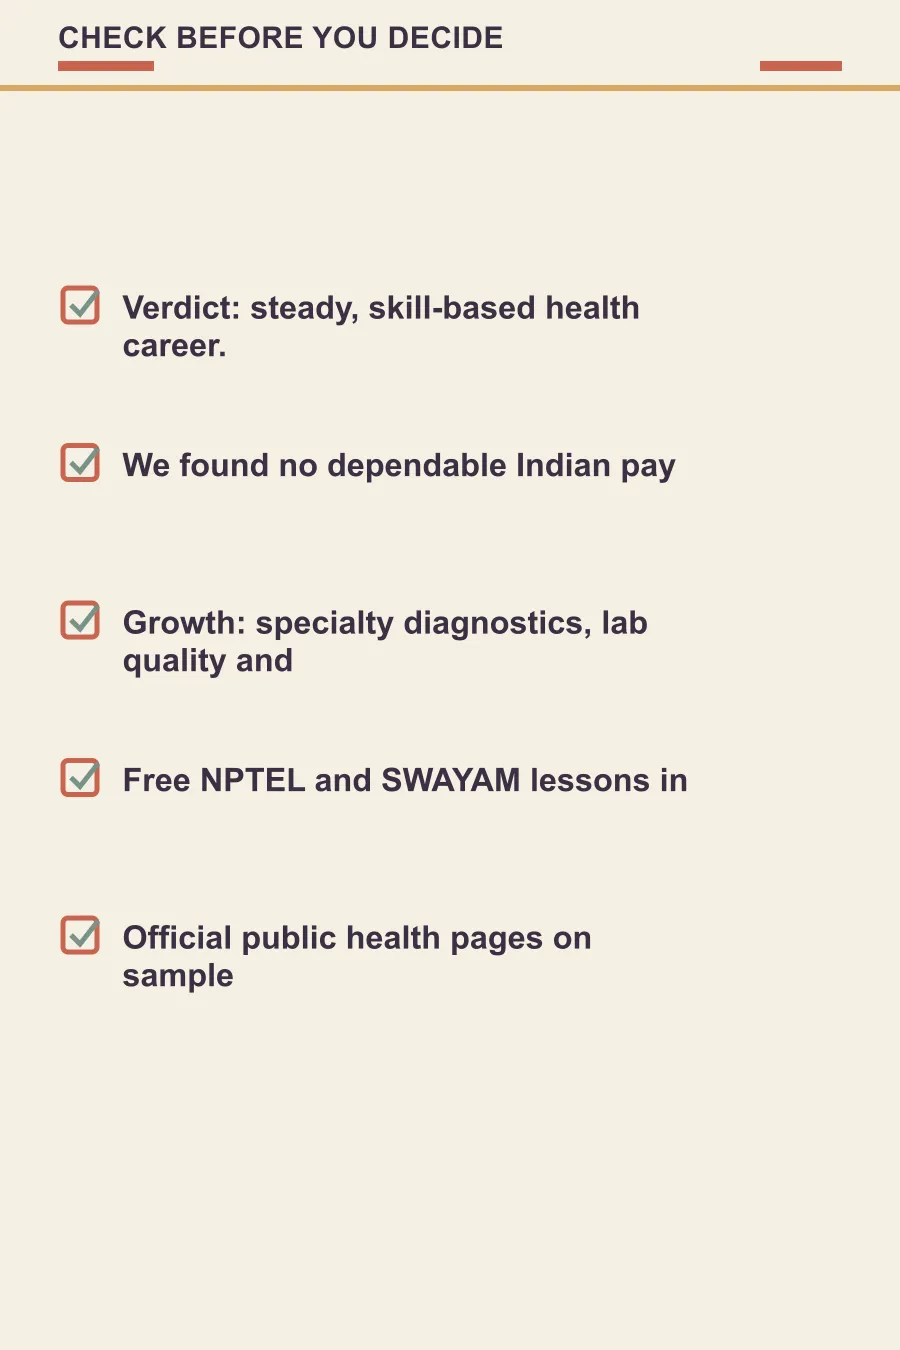 CHECK BEFORE YOU DECIDE
Verdict: steady, skill-based health
career.
We found no dependable Indian pay
Growth: specialty diagnostics, lab
quality and
Free NPTEL and SWAYAM lessons in
Official public health pages on
sample